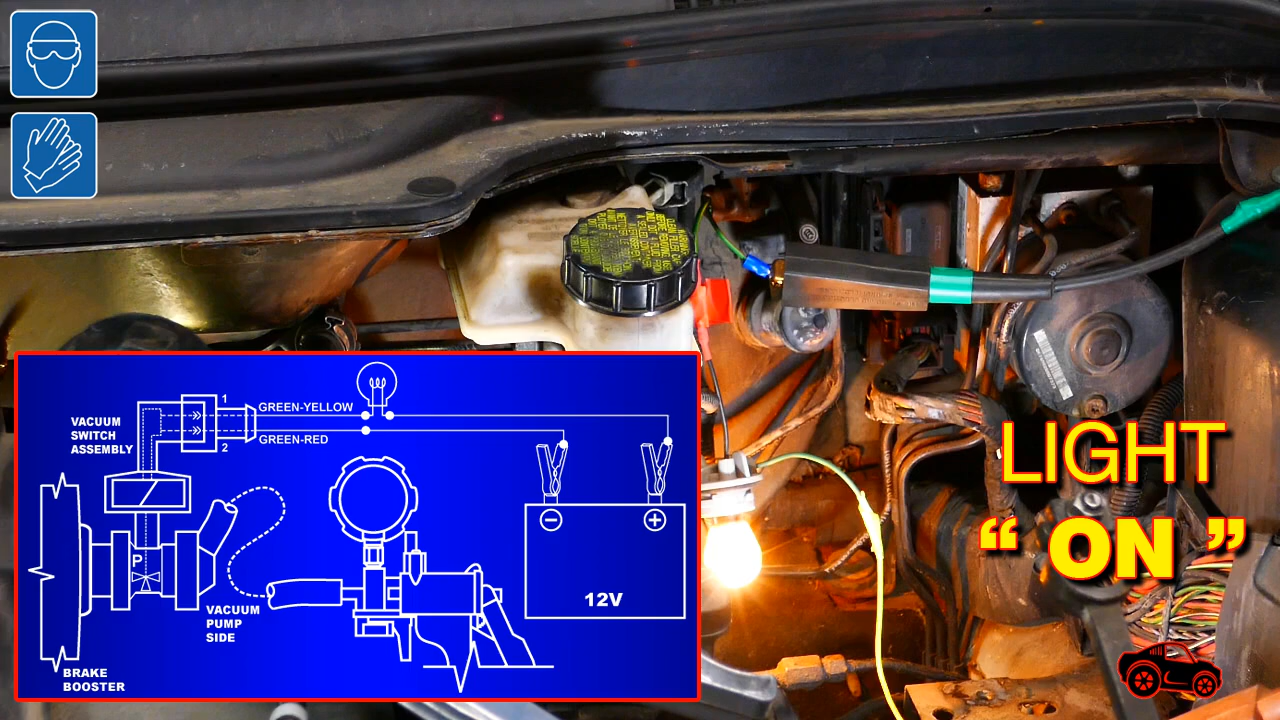 VACUUM
SWITCH
ASSEMBLY
1
GREEN-YELLOW
2
GREEN-RED
P
VACUUM
PUMP
SIDE
BRAKE
BOOSTER
−
+
12V
LIGHT
“ ON ”